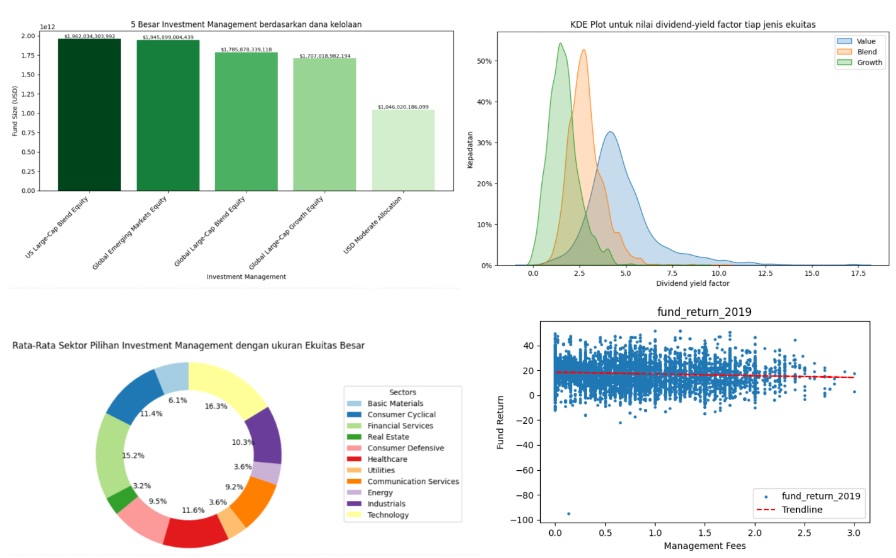 5 Besar Investment Management berdasarkan dana kelolaan
1e12
Fund Size (USD)
2.00
1.75
1.50
1.25
1.00
0.75
0.50
0.25
0.00
$1,962,034,303,992
$1,945,899,004,439
$1,785,878,339,118
$1,707,018,982,194
$1,046,020,186,099
US Large-Cap Blend Equity
Global Emerging Markets Equity
Global Large-Cap Blend Equity
Global Large-Cap Growth Equity
USD Moderate Allocation
Investment Management
KDE Plot untuk nilai dividend-yield factor tiap jenis ekuitas
Value
Blend
Growth
Kepadatan
50%
40%
30%
20%
10%
0%
0.0 2.5 5.0 7.5 10.0 12.5 15.0 17.5
Dividend yield factor
Rata-Rata Sektor Pilihan Investment Management dengan ukuran Ekuitas Besar
6.1%
11.4%
15.2%
3.2%
9.5%
11.6%
3.6%
9.2%
3.6%
10.3%
16.3%
Sectors
Basic Materials
Consumer Cyclical
Financial Services
Real Estate
Consumer Defensive
Healthcare
Utilities
Communication Services
Energy
Industrials
Technology
fund_return_2019
Fund Return
40
20
0
−20
−40
−60
−80
−100
0.0 0.5 1.0 1.5 2.0 2.5 3.0
Management Fees
fund_return_2019
Trendline